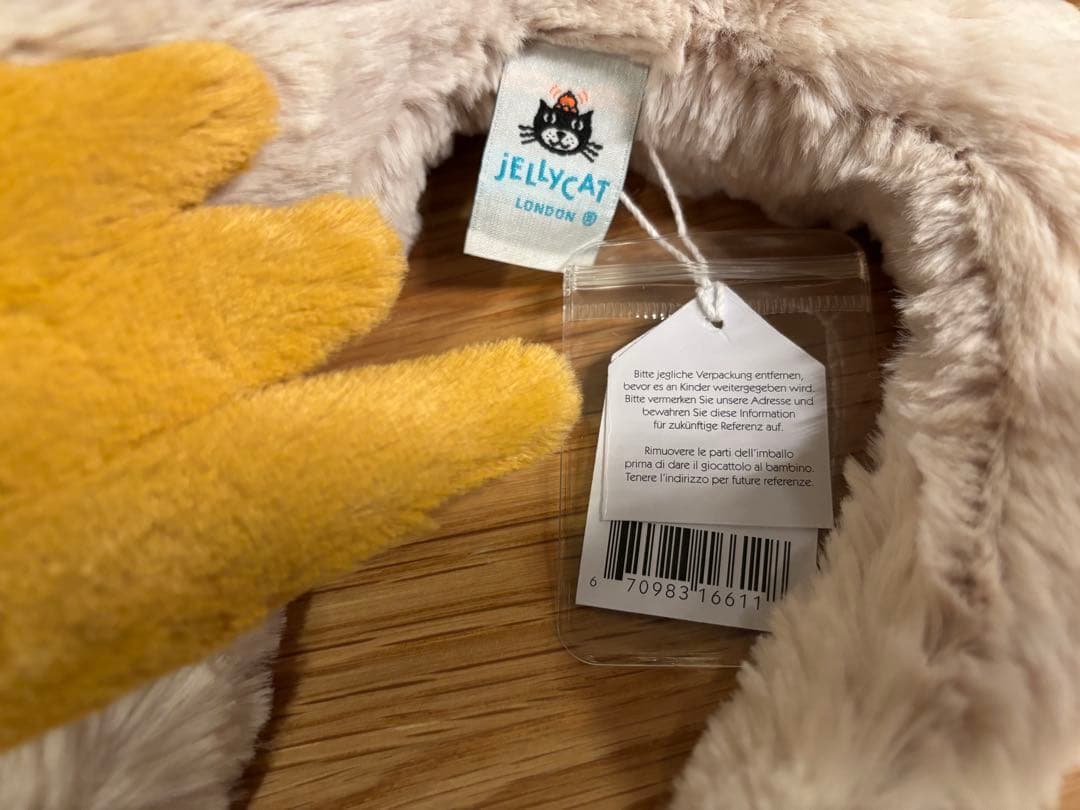 JELLYCAT
LONDON ®
Bitte jegliche Verpackung entfernen,
bevor es an Kinder weitergegeben wird.
Bitte vermerken Sie unsere Adresse und
bewahren Sie diese Information
für zukünftige Referenz auf.
Rimuovere le parti dell'imballo
prima di dare il giocattolo al bambino.
Tenere l'indirizzo per future referenze.
6 70983 16611